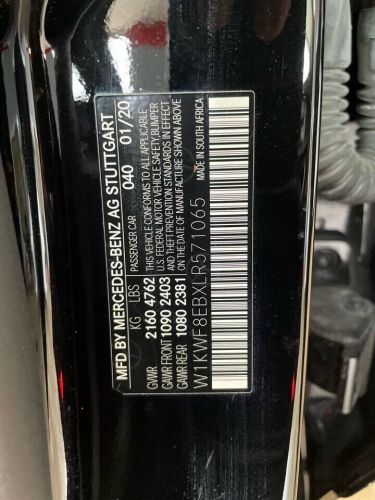 MFD BY MERCEDES-BENZ AG STUTTGART
PASSENGER CAR 040 01/20
KG LBS
GVWR 2160 4762
GAWR FRONT 1090 2403
GAWR REAR 1080 2381
THIS VEHICLE CONFORMS TO ALL APPLICABLE
U.S. FEDERAL MOTOR VEHICLE SAFETY, BUMPER
AND THEFT PREVENTION STANDARDS IN EFFECT
ON THE DATE OF MANUFACTURE SHOWN ABOVE
W1KWF8EBXLR571065
MADE IN SOUTH AFRICA